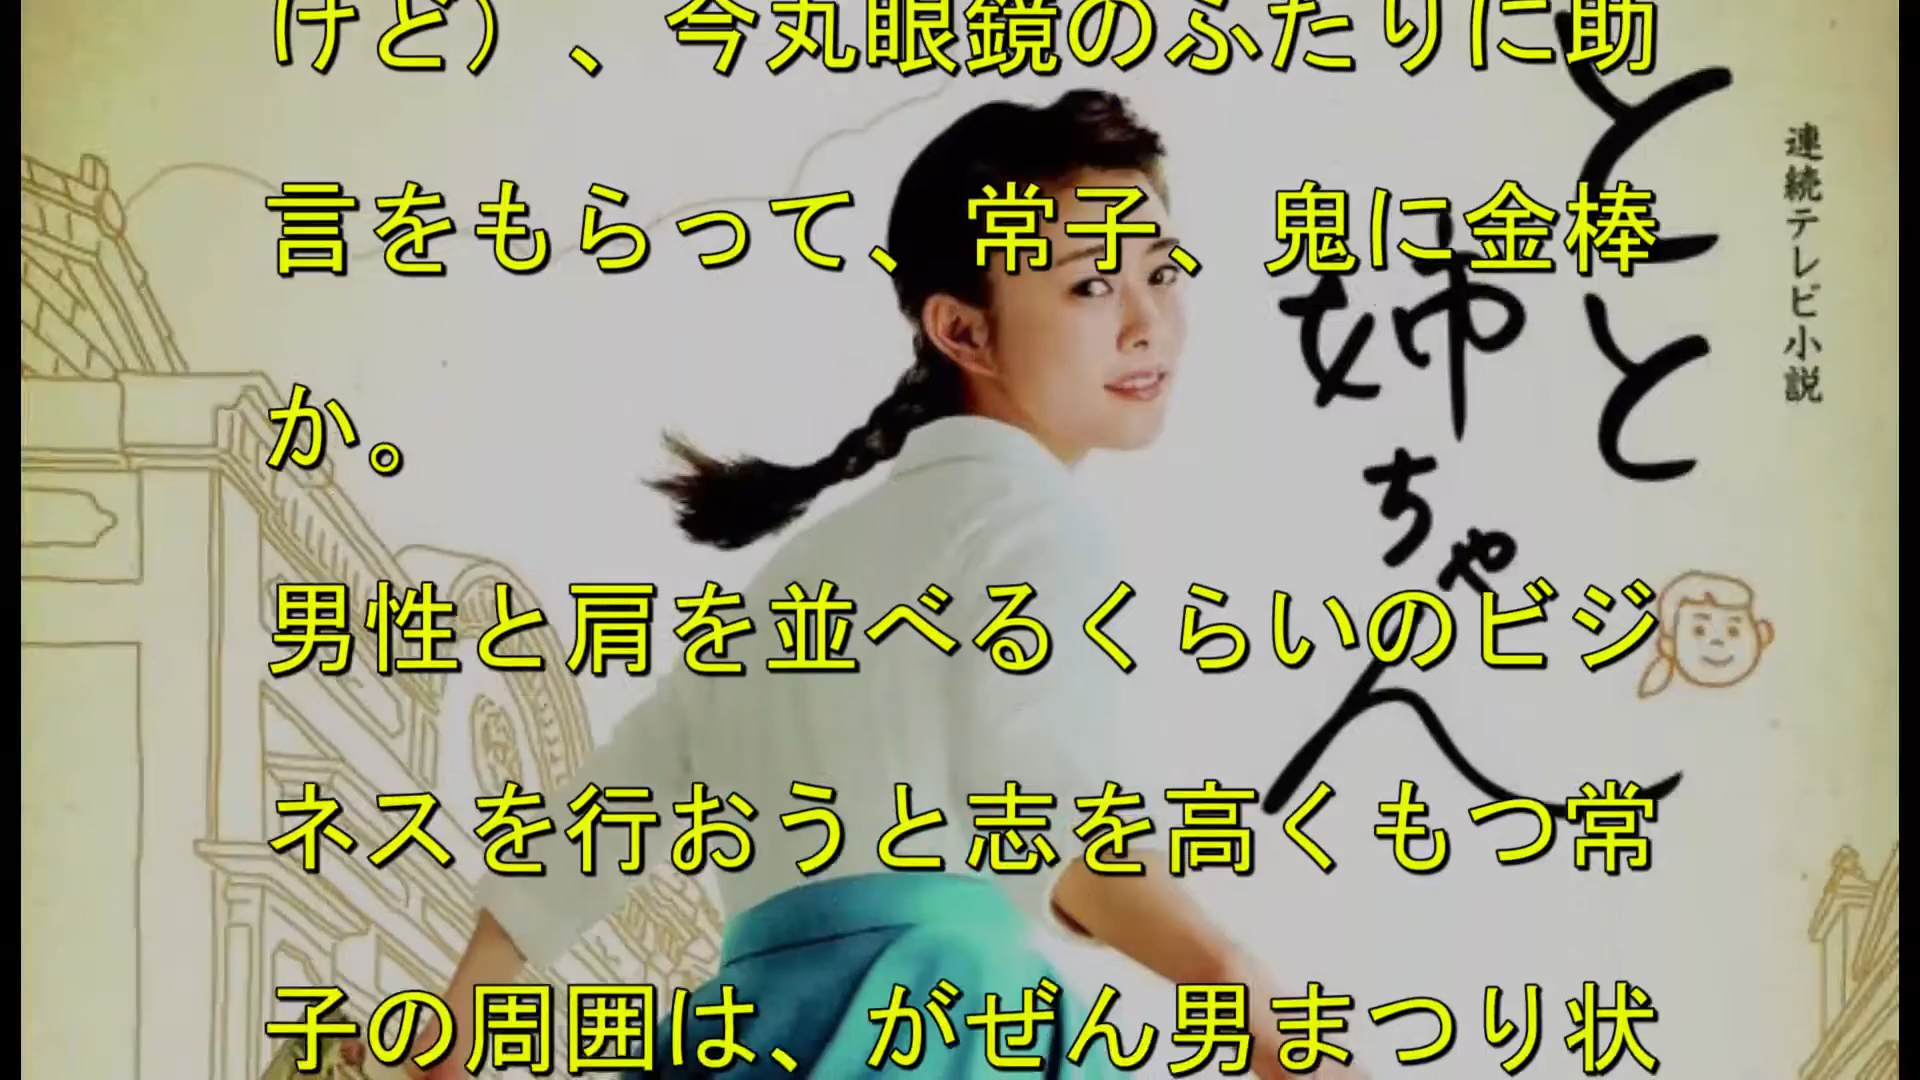 けど）、今丸眼鏡のふたりに助
言をもらって、常子、鬼に金棒
か。
男性と肩を並べるくらいのビジ
ネスを行おうと志を高くもつ常
子の周囲は、がぜん男まつり状
連続テレビ小説
とと
姉ちゃん